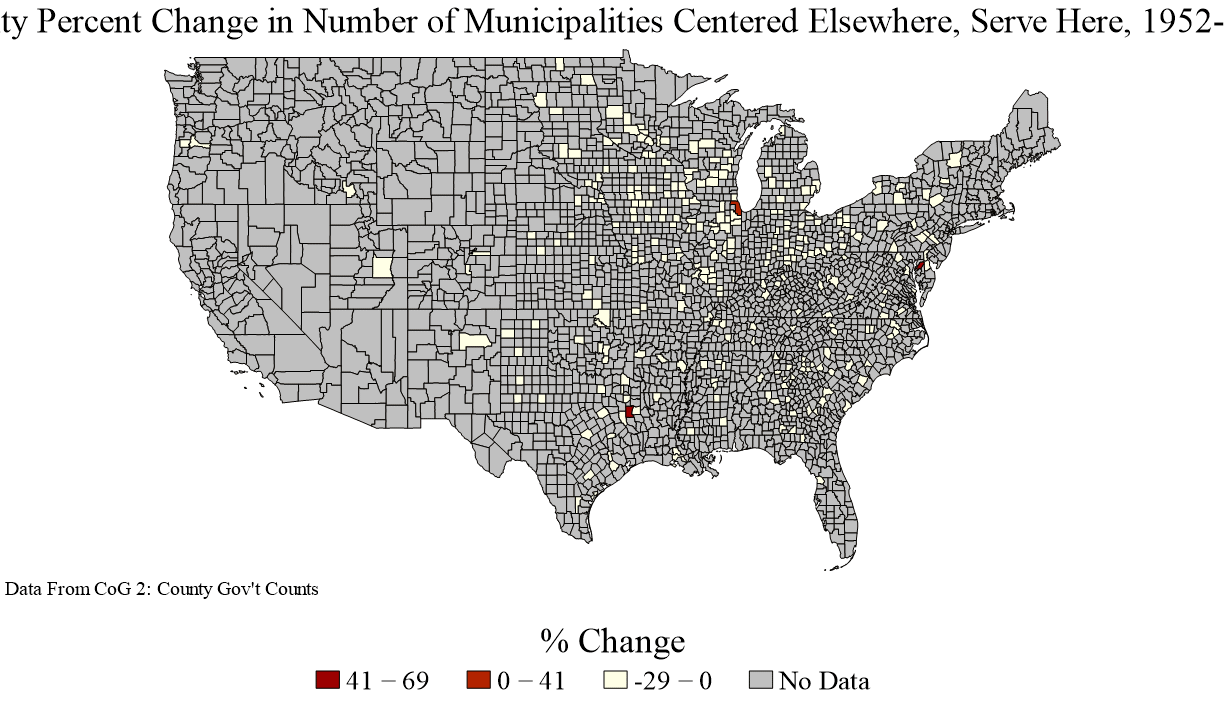 ty Percent Change in Number of Municipalities Centered Elsewhere, Serve Here, 1952-
Data From CoG 2: County Gov't Counts
% Change
41 − 69 0 − 41 -29 − 0 No Data